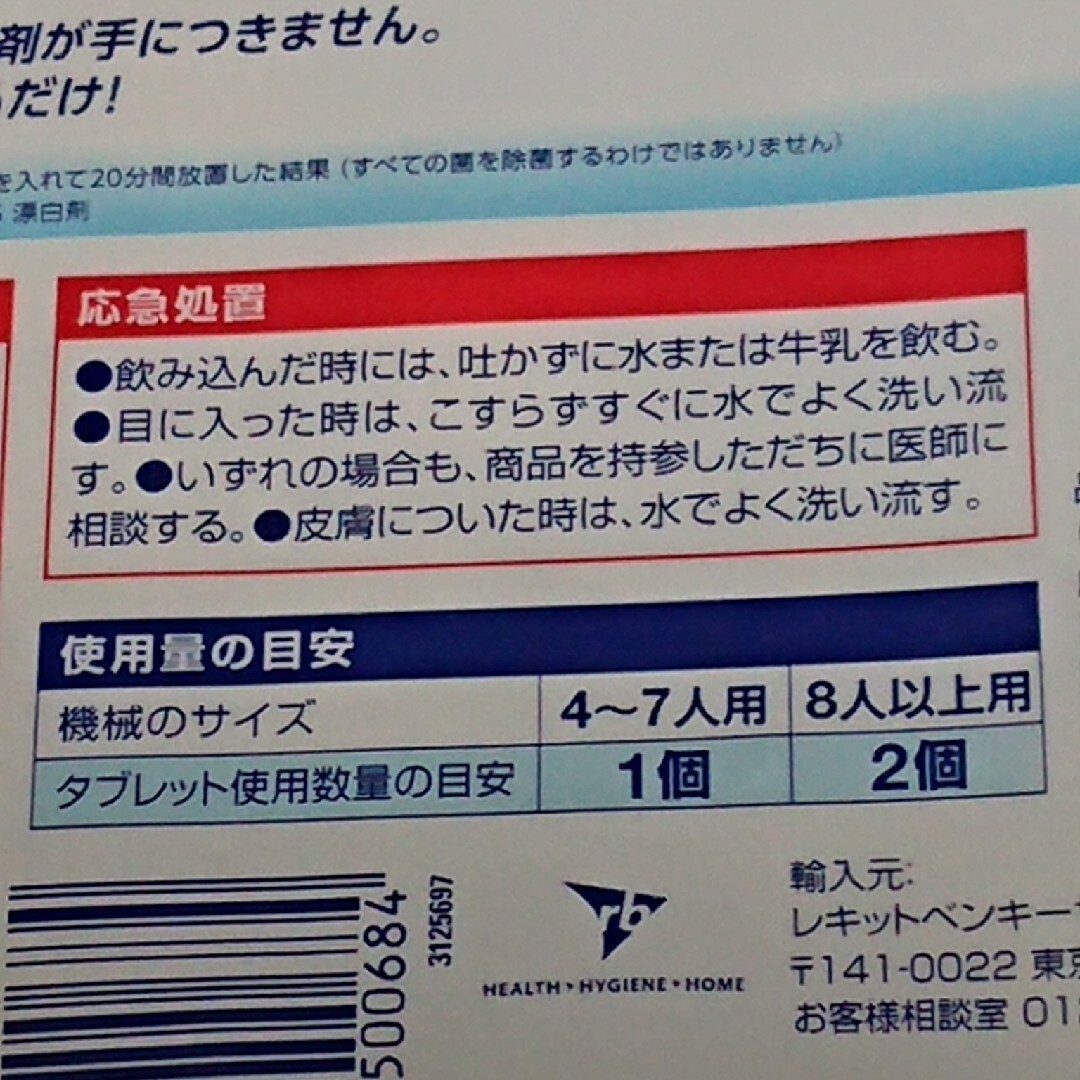 剤が手につきません。
だけ!
を入れて20分間放置した結果 (すべての菌を除菌するわけではありません)
漂白剤
応急処置
●飲み込んだ時には、吐かずに水または牛乳を飲む。
●目に入った時は、こすらずすぐに水でよく洗い流
す。●いずれの場合も、商品を持参しただちに医師に
相談する。●皮膚についた時は、水でよく洗い流す。
使用量の目安
機械のサイズ 4〜7人用 8人以上用
タブレット使用数量の目安 1個 2個
500684
3125697
rb
HEALTH・HYGIENE・HOME
輸入元:
レキットベンキー
〒141-0022 東京
お客様相談室 01